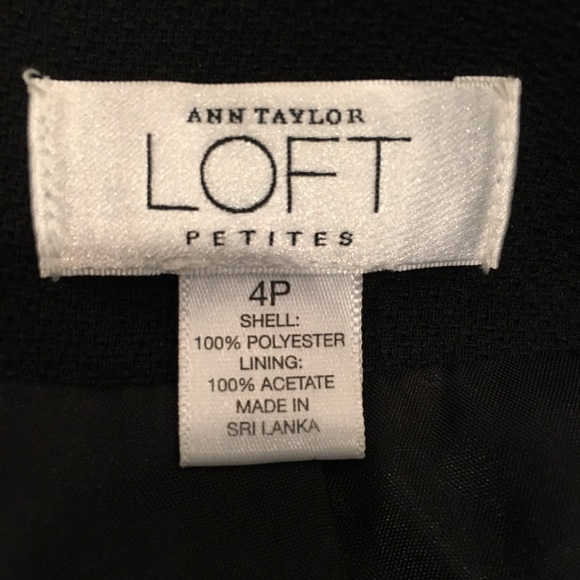 ANN TAYLOR
LOFT
PETITES
4P
SHELL:
100% POLYESTER
LINING:
100% ACETATE
MADE IN
SRI LANKA